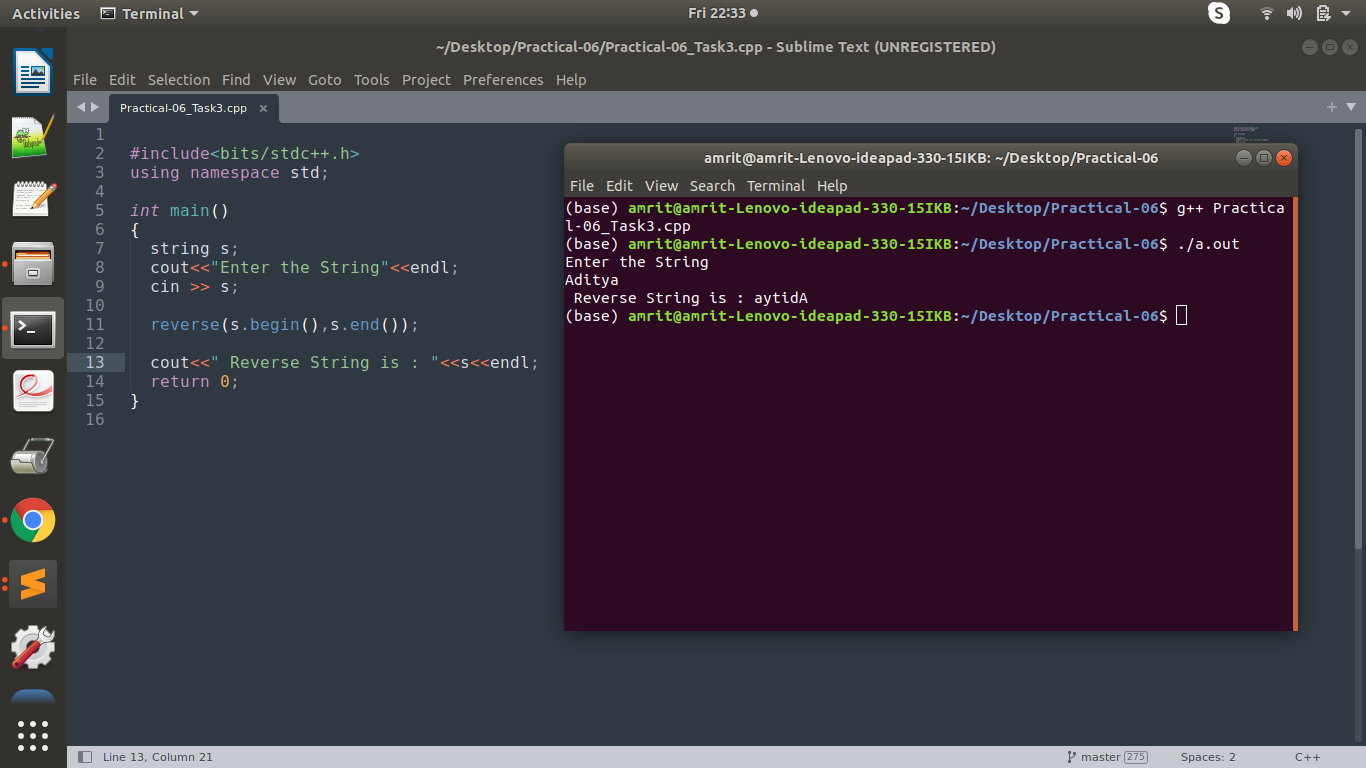 Activities Terminal Fri 22:33
~/Desktop/Practical-06/Practical-06_Task3.cpp - Sublime Text (UNREGISTERED)
File Edit Selection Find View Goto Tools Project Preferences Help
Practical-06_Task3.cpp
1
2 #include<bits/stdc++.h>
3 using namespace std;
4
5 int main()
6 {
7 string s;
8 cout<<"Enter the String"<<endl;
9 cin >> s;
10
11 reverse(s.begin(),s.end());
12
13 cout<<" Reverse String is : "<<s<<endl;
14 return 0;
15 }
16
amrit@amrit-Lenovo-ideapad-330-15IKB: ~/Desktop/Practical-06
File Edit View Search Terminal Help
(base) amrit@amrit-Lenovo-ideapad-330-15IKB:~/Desktop/Practical-06$ g++ Practica
l-06_Task3.cpp
(base) amrit@amrit-Lenovo-ideapad-330-15IKB:~/Desktop/Practical-06$ ./a.out
Enter the String
Aditya
 Reverse String is : aytidA
(base) amrit@amrit-Lenovo-ideapad-330-15IKB:~/Desktop/Practical-06$
Line 13, Column 21 master 275 Spaces: 2 C++